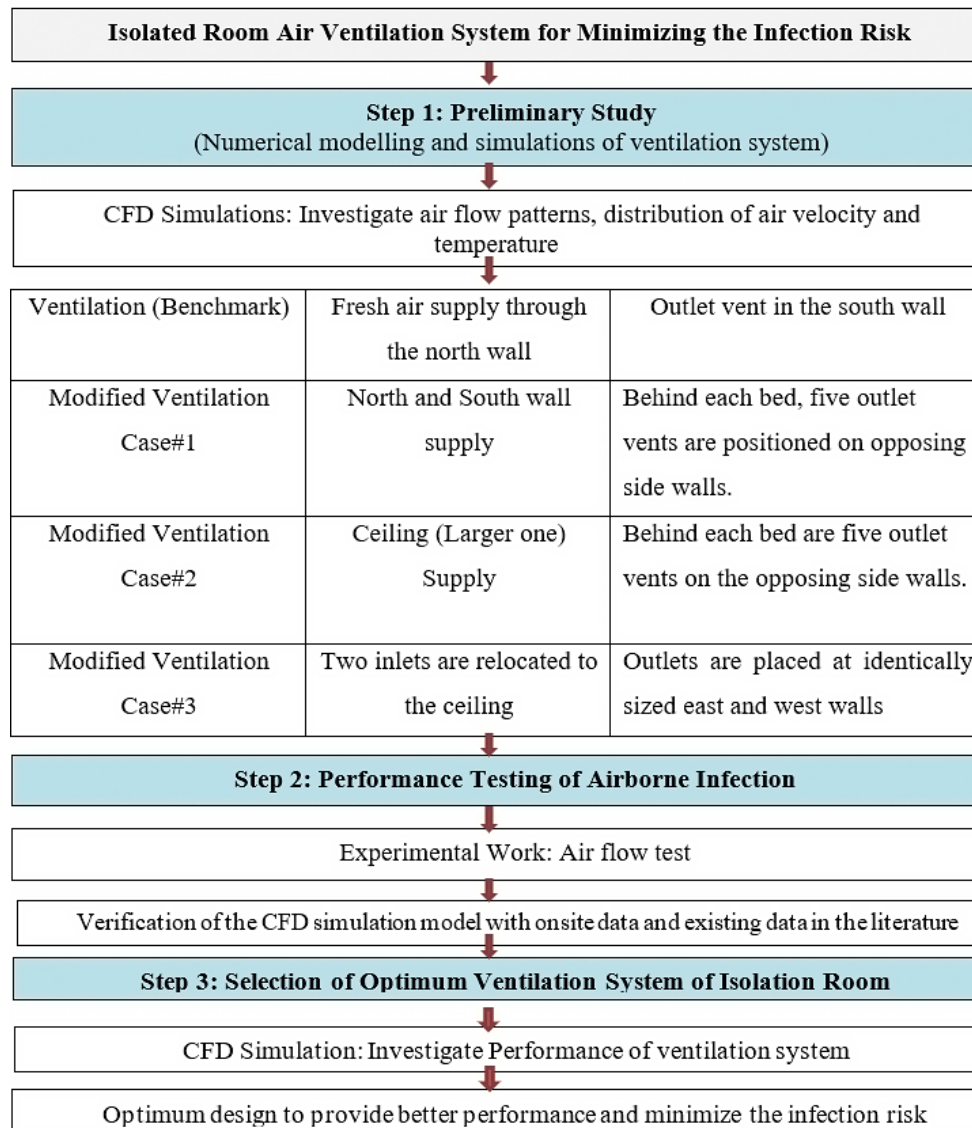 Isolated Room Air Ventilation System for Minimizing the Infection Risk
Step 1: Preliminary Study
(Numerical modelling and simulations of ventilation system)
CFD Simulations: Investigate air flow patterns, distribution of air velocity and
temperature
Ventilation (Benchmark)
Fresh air supply through
the north wall
Outlet vent in the south wall
Modified Ventilation
Case#1
North and South wall
supply
Behind each bed, five outlet
vents are positioned on opposing
side walls.
Modified Ventilation
Case#2
Ceiling (Larger one)
Supply
Behind each bed are five outlet
vents on the opposing side walls.
Modified Ventilation
Case#3
Two inlets are relocated to
the ceiling
Outlets are placed at identically
sized east and west walls
Step 2: Performance Testing of Airborne Infection
Experimental Work: Air flow test
Verification of the CFD simulation model with onsite data and existing data in the literature
Step 3: Selection of Optimum Ventilation System of Isolation Room
CFD Simulation: Investigate Performance of ventilation system
Optimum design to provide better performance and minimize the infection risk